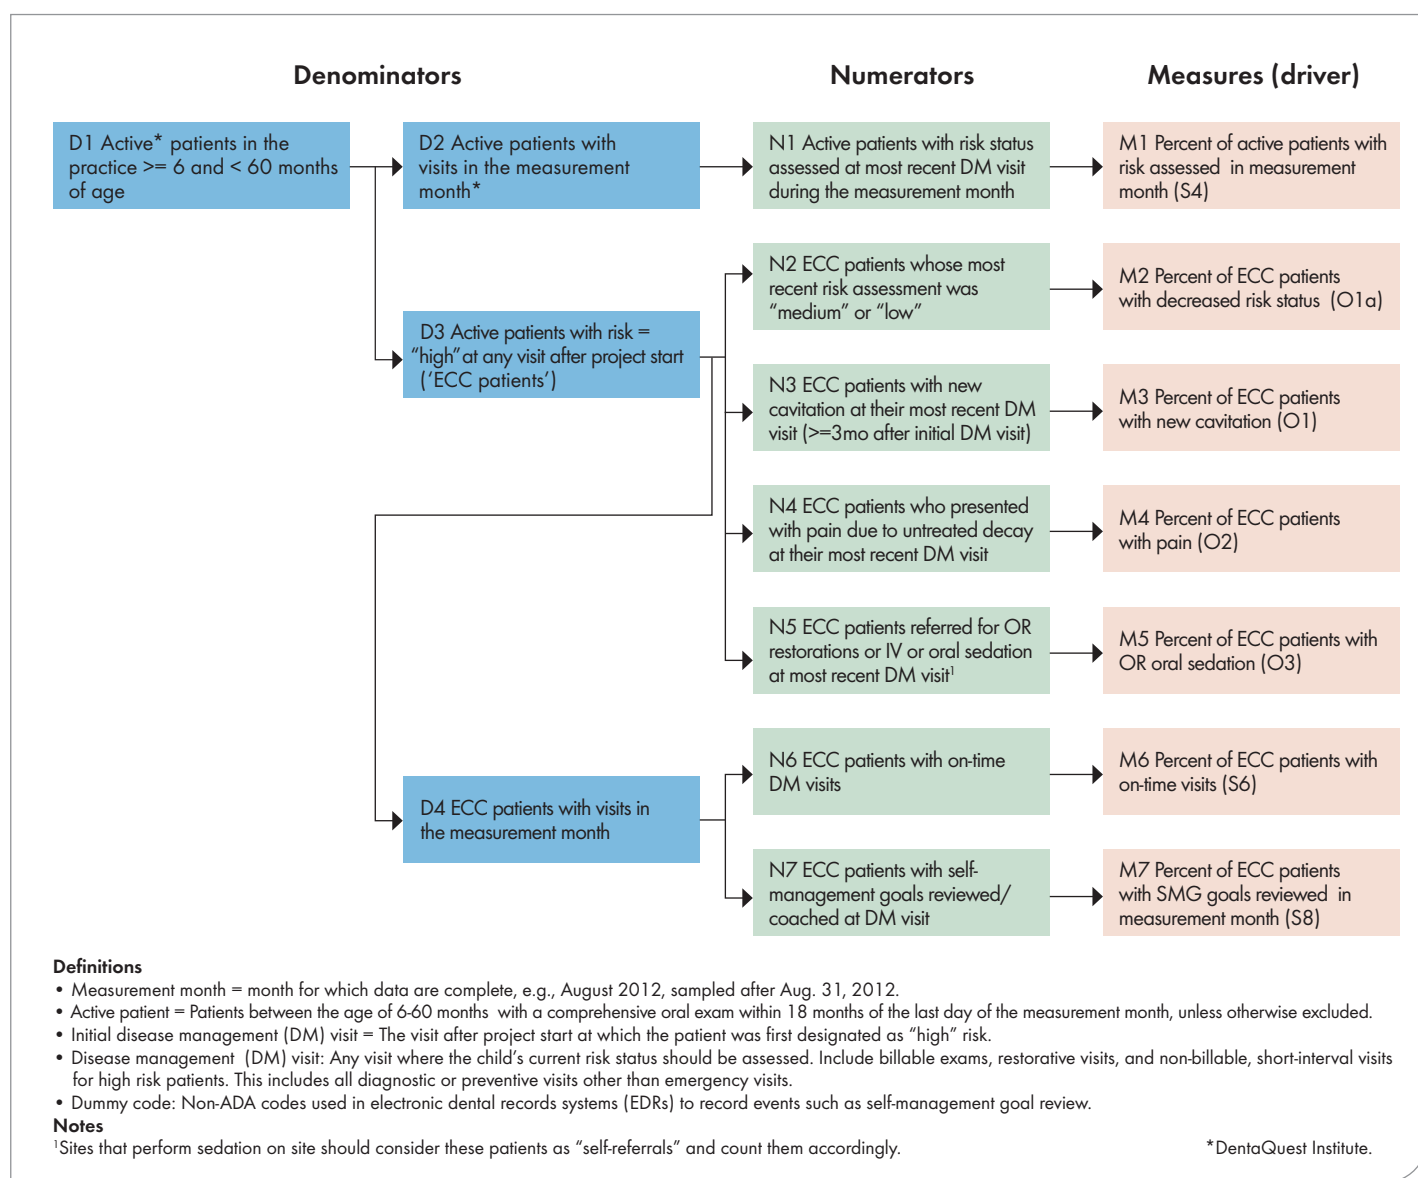 Denominators
Numerators
Measures (driver)
D1 Active* patients in the
practice >= 6 and < 60 months
of age
D2 Active patients with
visits in the measurement
month*
N1 Active patients with risk status
assessed at most recent DM visit
during the measurement month
M1 Percent of active patients with
risk assessed in measurement
month (S4)
N2 ECC patients whose most
recent risk assessment was
“medium” or “low”
M2 Percent of ECC patients
with decreased risk status (O1a)
D3 Active patients with risk =
“high” at any visit after project start
(‘ECC patients’)
N3 ECC patients with new
cavitation at their most recent DM
visit (>=3mo after initial DM visit)
M3 Percent of ECC patients
with new cavitation (O1)
N4 ECC patients who presented
with pain due to untreated decay
at their most recent DM visit
M4 Percent of ECC patients
with pain (O2)
N5 ECC patients referred for OR
restorations or IV or oral sedation
at most recent DM visit¹
M5 Percent of ECC patients with
OR oral sedation (O3)
D4 ECC patients with visits in
the measurement month
N6 ECC patients with on-time
DM visits
M6 Percent of ECC patients with
on-time visits (S6)
N7 ECC patients with self-
management goals reviewed/
coached at DM visit
M7 Percent of ECC patients
with SMG goals reviewed in
measurement month (S8)
Definitions
• Measurement month = month for which data are complete, e.g., August 2012, sampled after Aug. 31, 2012.
• Active patient = Patients between the age of 6-60 months with a comprehensive oral exam within 18 months of the last day of the measurement month, unless otherwise excluded.
• Initial disease management (DM) visit = The visit after project start at which the patient was first designated as “high” risk.
• Disease management (DM) visit: Any visit where the child’s current risk status should be assessed. Include billable exams, restorative visits, and non-billable, short-interval visits
for high risk patients. This includes all diagnostic or preventive visits other than emergency visits.
• Dummy code: Non-ADA codes used in electronic dental records systems (EDRs) to record events such as self-management goal review.
Notes
¹Sites that perform sedation on site should consider these patients as “self-referrals” and count them accordingly.
*DentaQuest Institute.